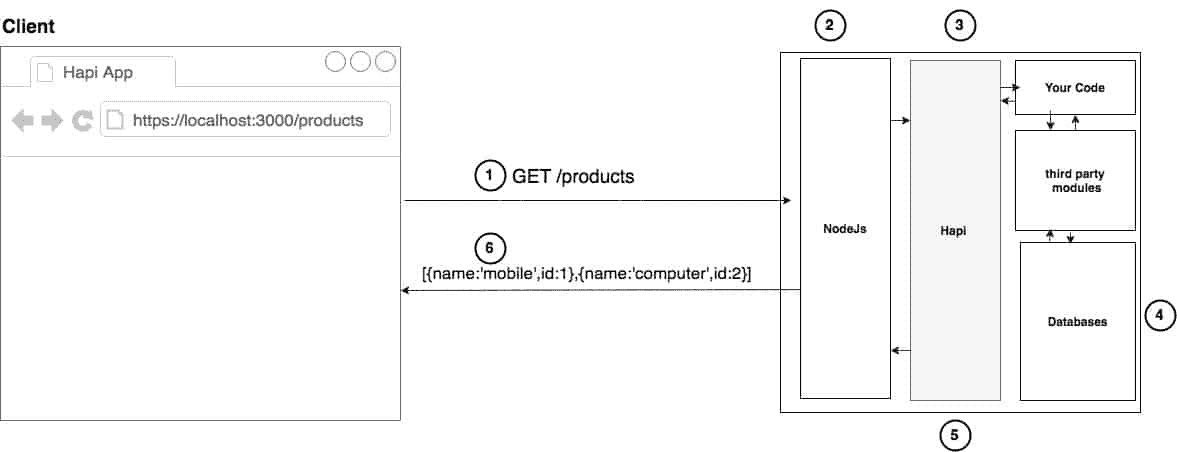 Client
Hapi App
https://localhost:3000/products
1 GET /products
6
[{name:'mobile',id:1},{name:'computer',id:2}]
2
3
NodeJs
Hapi
Your Code
third party
modules
Databases
4
5